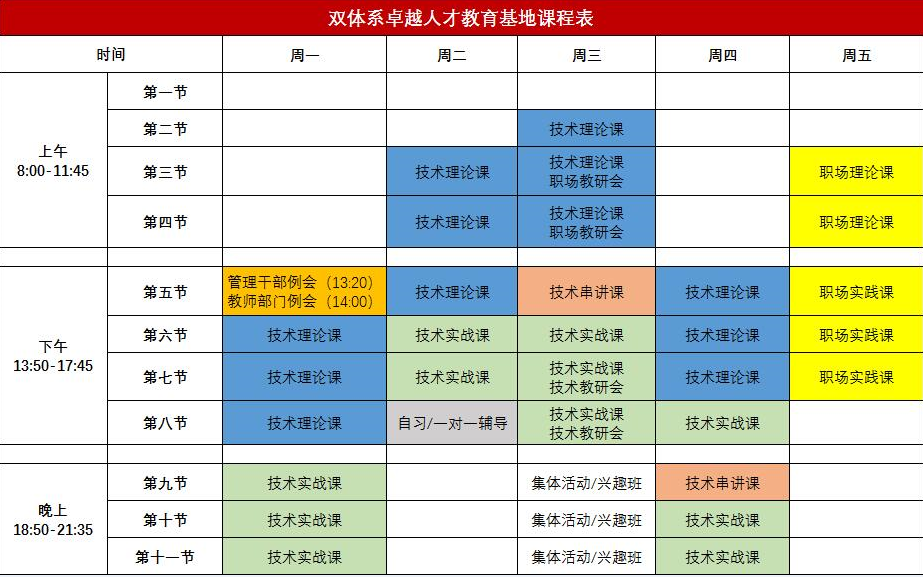 双体系卓越人才教育基地课程表
时间 周一 周二 周三 周四 周五
上午
8:00-11:45
第一节
第二节 技术理论课
第三节 技术理论课 技术理论课 职场理论课
职场教研会
第四节 技术理论课 技术理论课 职场理论课
职场教研会
下午
13:50-17:45
第五节 管理干部例会（13:20） 技术理论课 技术串讲课 技术理论课 职场实践课
教师部门例会（14:00）
第六节 技术理论课 技术实战课 技术实战课 技术理论课 职场实践课
第七节 技术理论课 技术实战课 技术实战课 技术理论课 职场实践课
技术教研会
第八节 技术理论课 自习/一对一辅导 技术实战课 技术实战课
技术教研会
晚上
18:50-21:35
第九节 技术实战课 集体活动/兴趣班 技术串讲课
第十节 技术实战课 集体活动/兴趣班 技术实战课
第十一节 技术实战课 集体活动/兴趣班 技术实战课